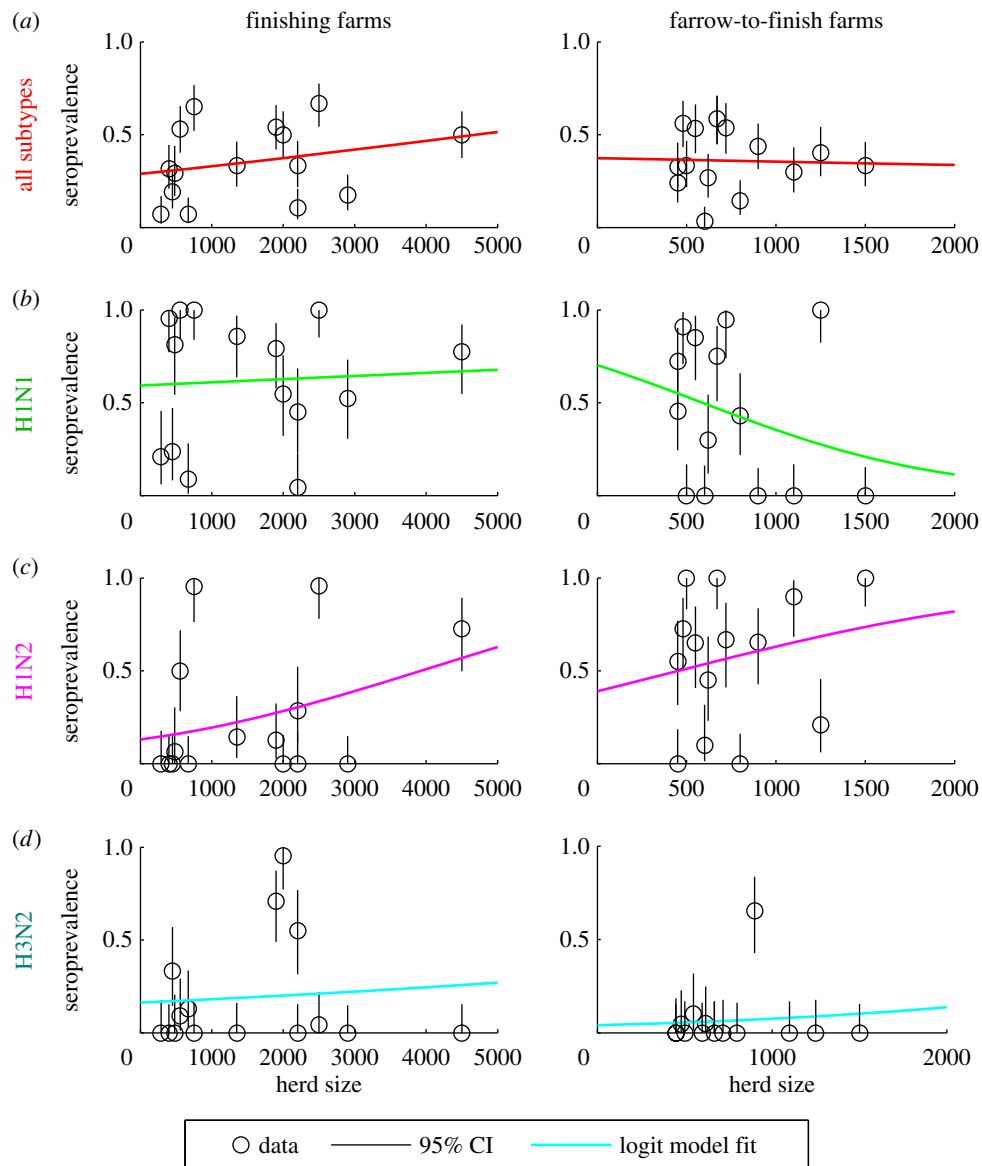 (a) finishing farms farrow-to-finish farms
all subtypes
seroprevalence
1.0
0.5
0 1000 2000 3000 4000 5000
1.0
0.5
0 500 1000 1500 2000
(b)
H1N1
seroprevalence
1.0
0.5
0 1000 2000 3000 4000 5000
1.0
0.5
0 500 1000 1500 2000
(c)
H1N2
seroprevalence
1.0
0.5
0 1000 2000 3000 4000 5000
1.0
0.5
0 500 1000 1500 2000
(d)
H3N2
seroprevalence
1.0
0.5
0 1000 2000 3000 4000 5000
herd size
1.0
0.5
0 1000 2000
herd size
data 95% CI logit model fit